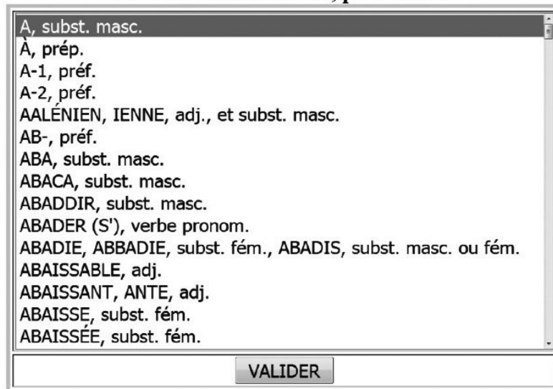 A, subst. masc.
À, prép.
A-1, préf.
A-2, préf.
AALÉNIEN, IENNE, adj., et subst. masc.
AB-, préf.
ABA, subst. masc.
ABACA, subst. masc.
ABADDIR, subst. masc.
ABADER (S'), verbe pronom.
ABADIE, ABBADIE, subst. fém., ABADIS, subst. masc. ou fém.
ABAISSABLE, adj.
ABAISSANT, ANTE, adj.
ABAISSE, subst. fém.
ABAISSÉE, subst. fém.
VALIDER